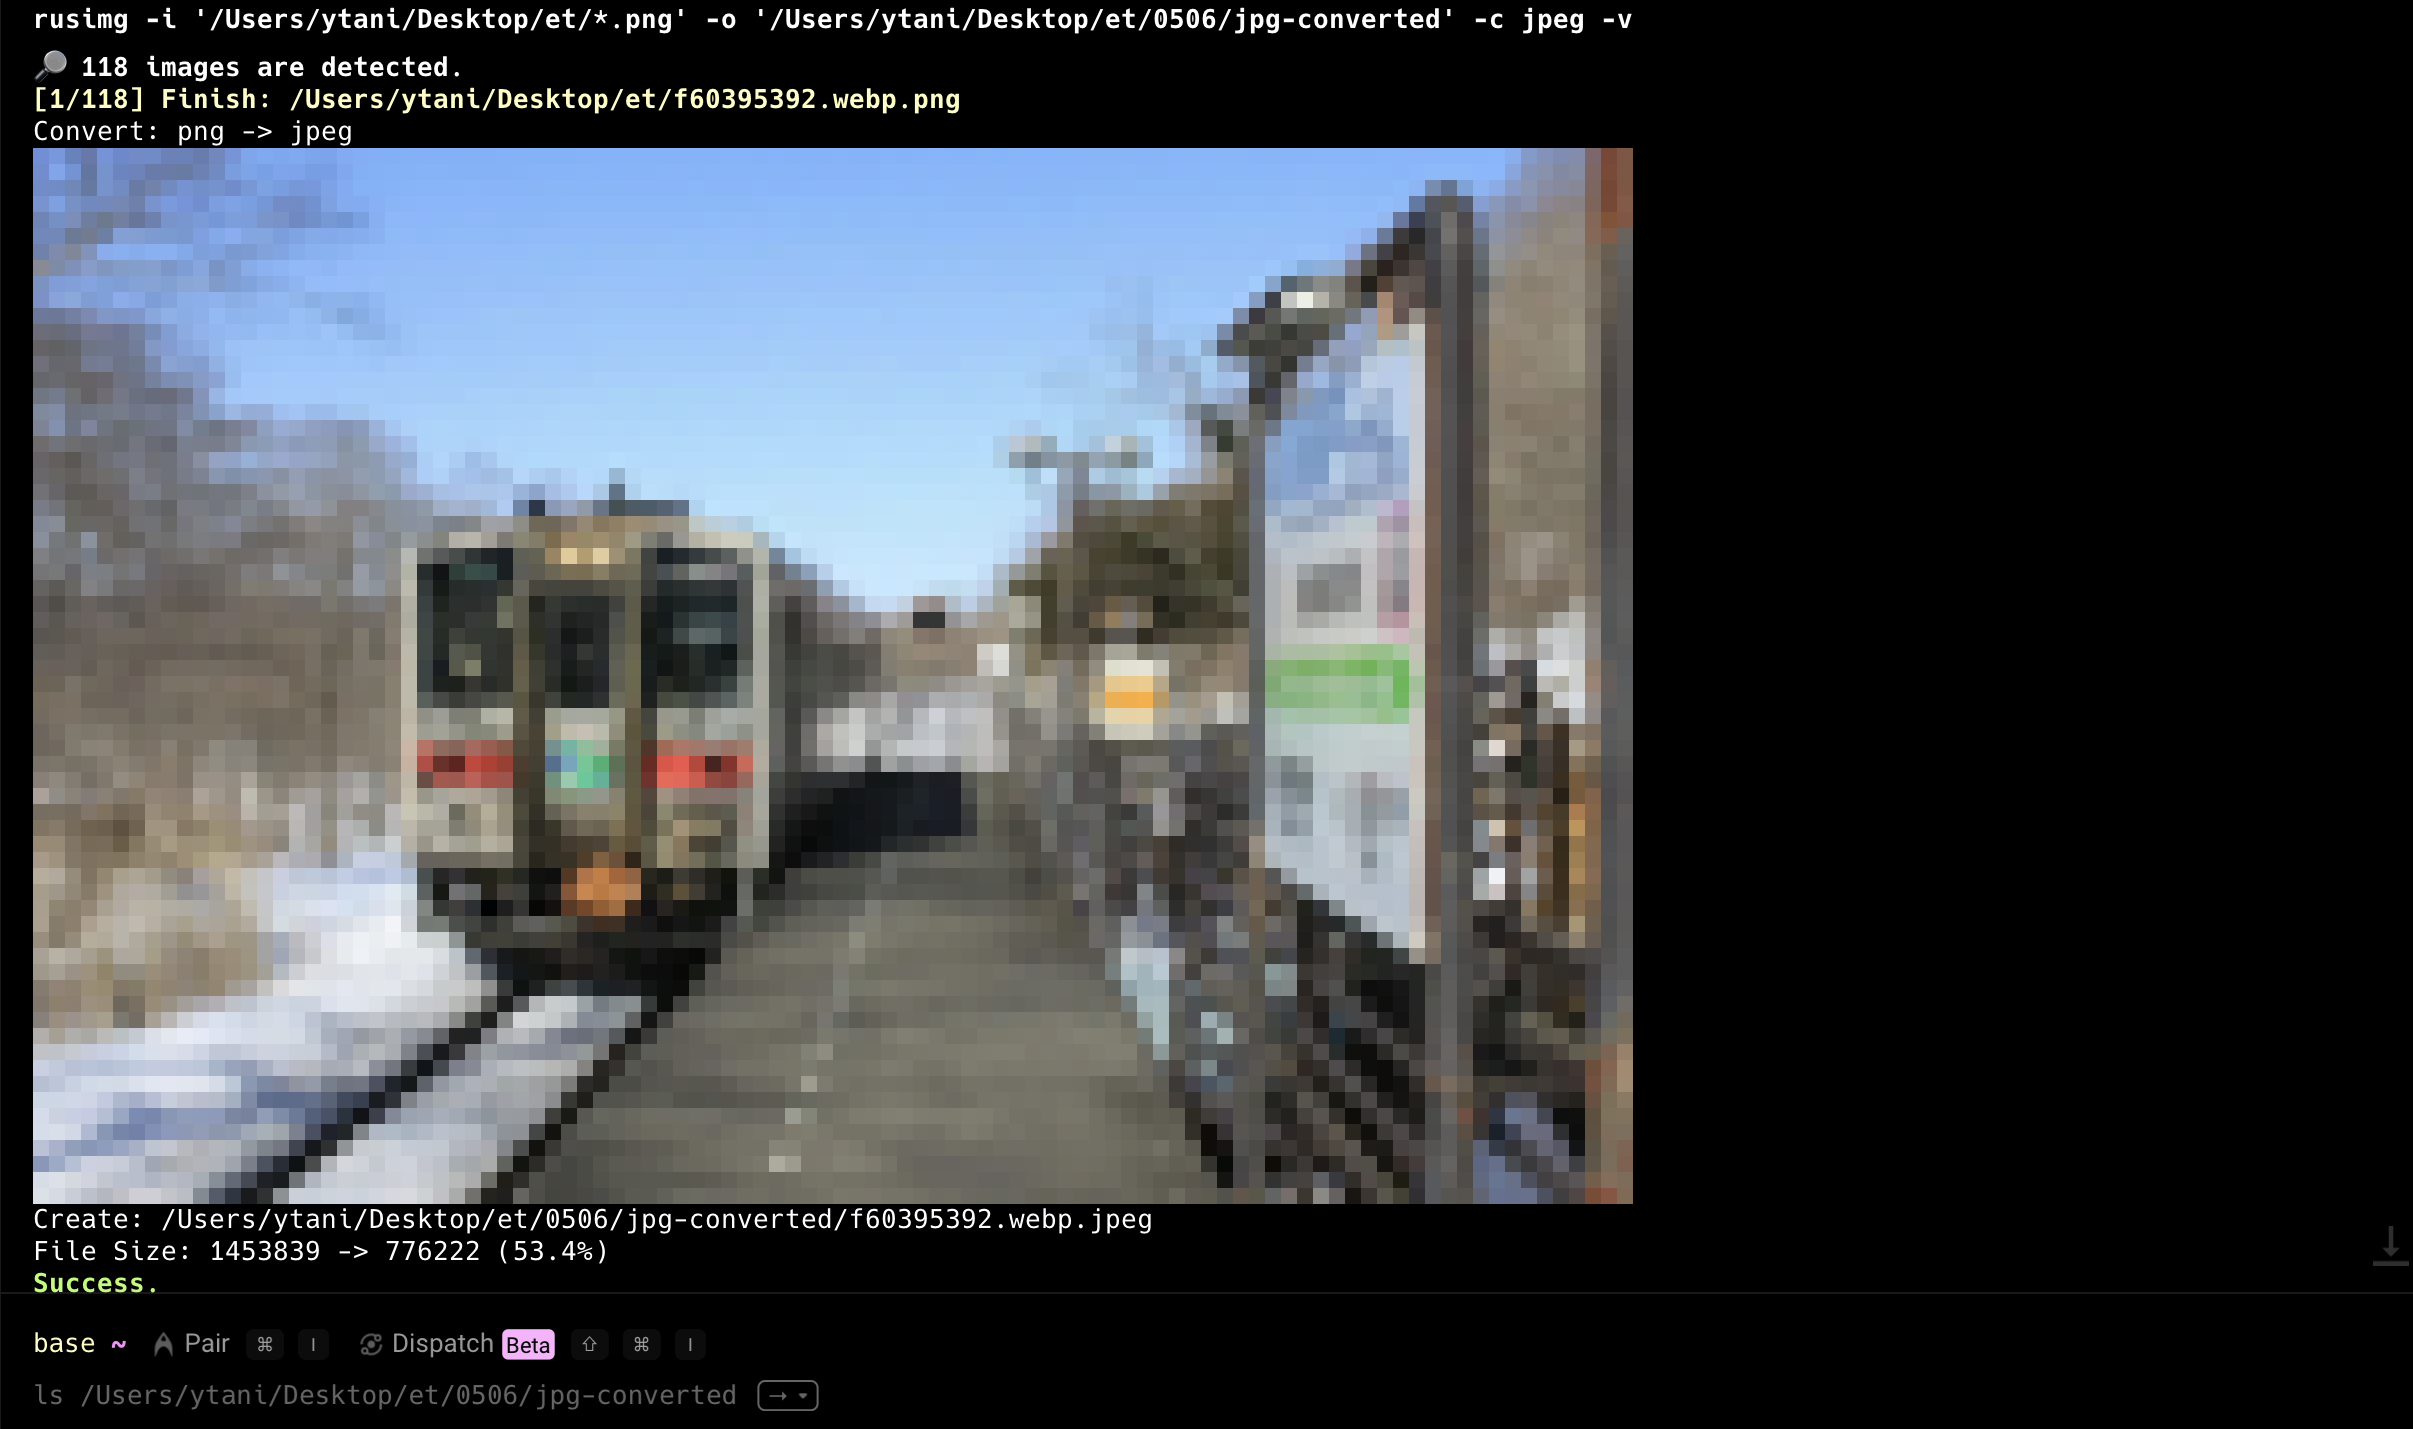 rusimg -i '/Users/ytani/Desktop/et/*.png' -o '/Users/ytani/Desktop/et/0506/jpg-converted' -c jpeg -v
🔎 118 images are detected.
[1/118] Finish: /Users/ytani/Desktop/et/f60395392.webp.png
Convert: png -> jpeg
Create: /Users/ytani/Desktop/et/0506/jpg-converted/f60395392.webp.jpeg
File Size: 1453839 -> 776222 (53.4%)
Success.
base ~ Pair ⌘ I Dispatch Beta ⇧ ⌘ I
ls /Users/ytani/Desktop/et/0506/jpg-converted →